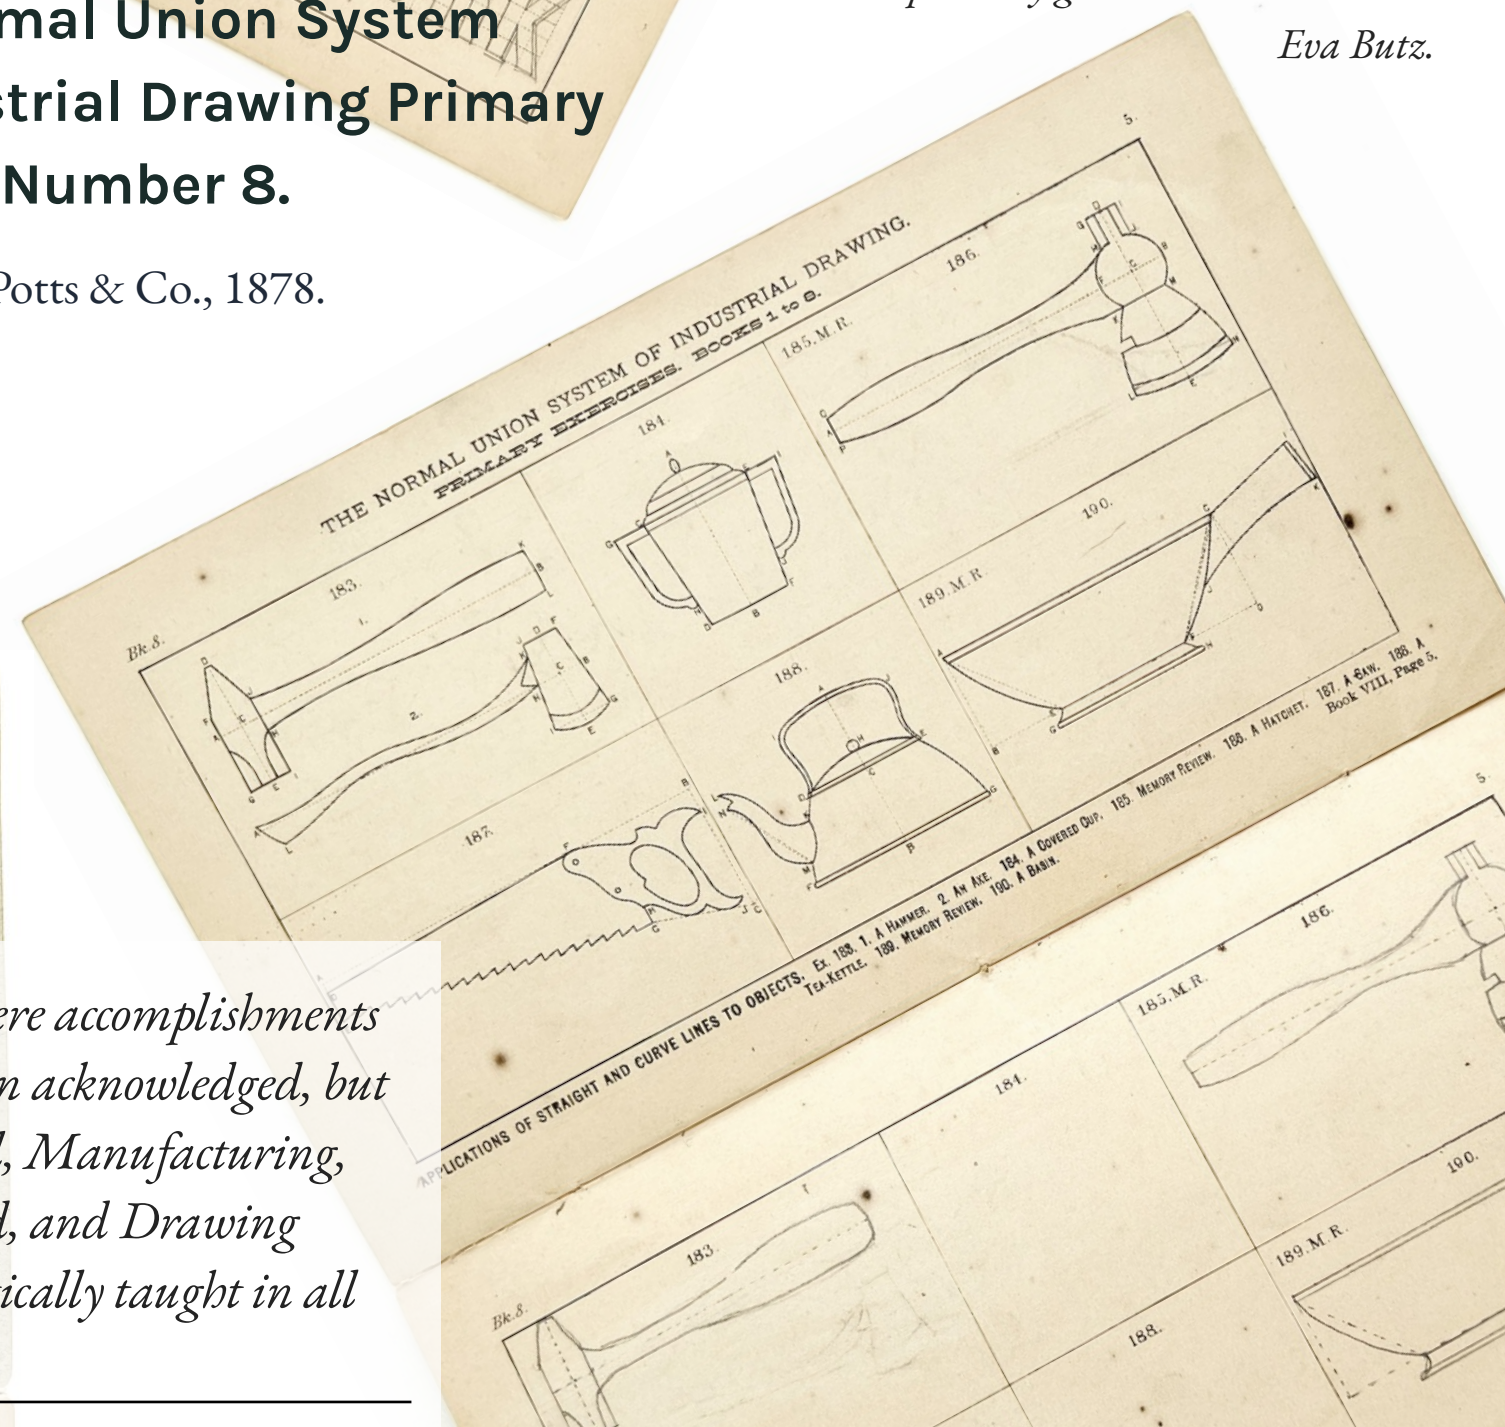 mal Union System
strial Drawing Primary
Number 8.
Potts & Co., 1878.
Eva Butz.
5.
THE NORMAL UNION SYSTEM OF INDUSTRIAL DRAWING.
PRIMARY EXERCISES. BOOKS 1 to 8.
Bk.8.
183.
1.
2.
184.
185.M.R.
186.
187.
188.
189.M.R.
190.
APPLICATIONS OF STRAIGHT AND CURVE LINES TO OBJECTS. Ex. 183. 1. A HAMMER. 2. AN AXE. 184. A COVERED CUP. 185. MEMORY REVIEW. 186. A HATCHET. 187. A SAW. 188. A
TEA-KETTLE. 189. MEMORY REVIEW. 190. A BASIN.
Book VIII, Page 5.
ere accomplishments
n acknowledged, but
, Manufacturing,
d, and Drawing
ically taught in all
5.
Bk.8.
183.
184.
185.M.R.
186.
188.
189.M.R.
190.